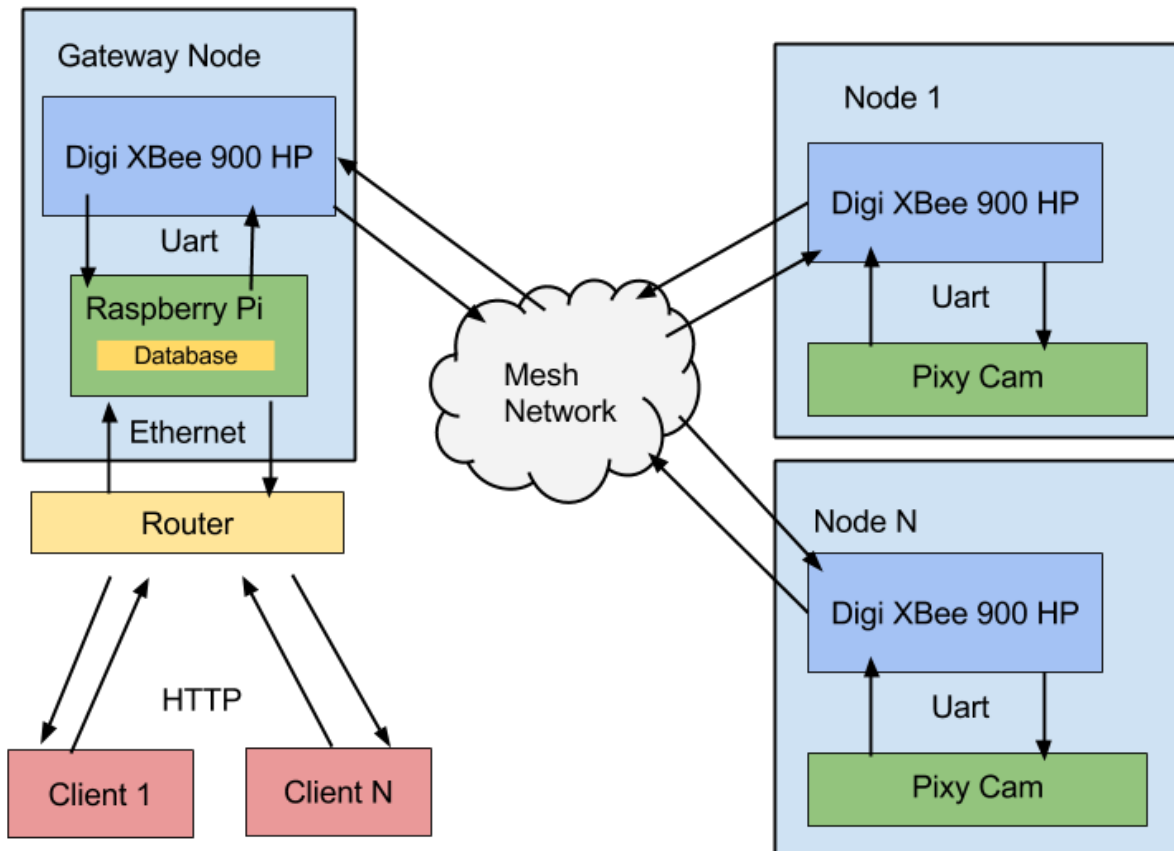 Gateway Node
Digi XBee 900 HP
Uart
Raspberry Pi
Database
Ethernet
Router
HTTP
Client 1
Client N
Mesh
Network
Node 1
Digi XBee 900 HP
Uart
Pixy Cam
Node N
Digi XBee 900 HP
Uart
Pixy Cam